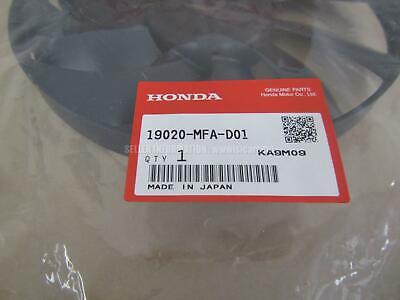 HONDA
GENUINE PARTS
Honda Motor Co., Ltd.
19020-MFA-D01
QTY 1
KA9M09
MADE IN JAPAN